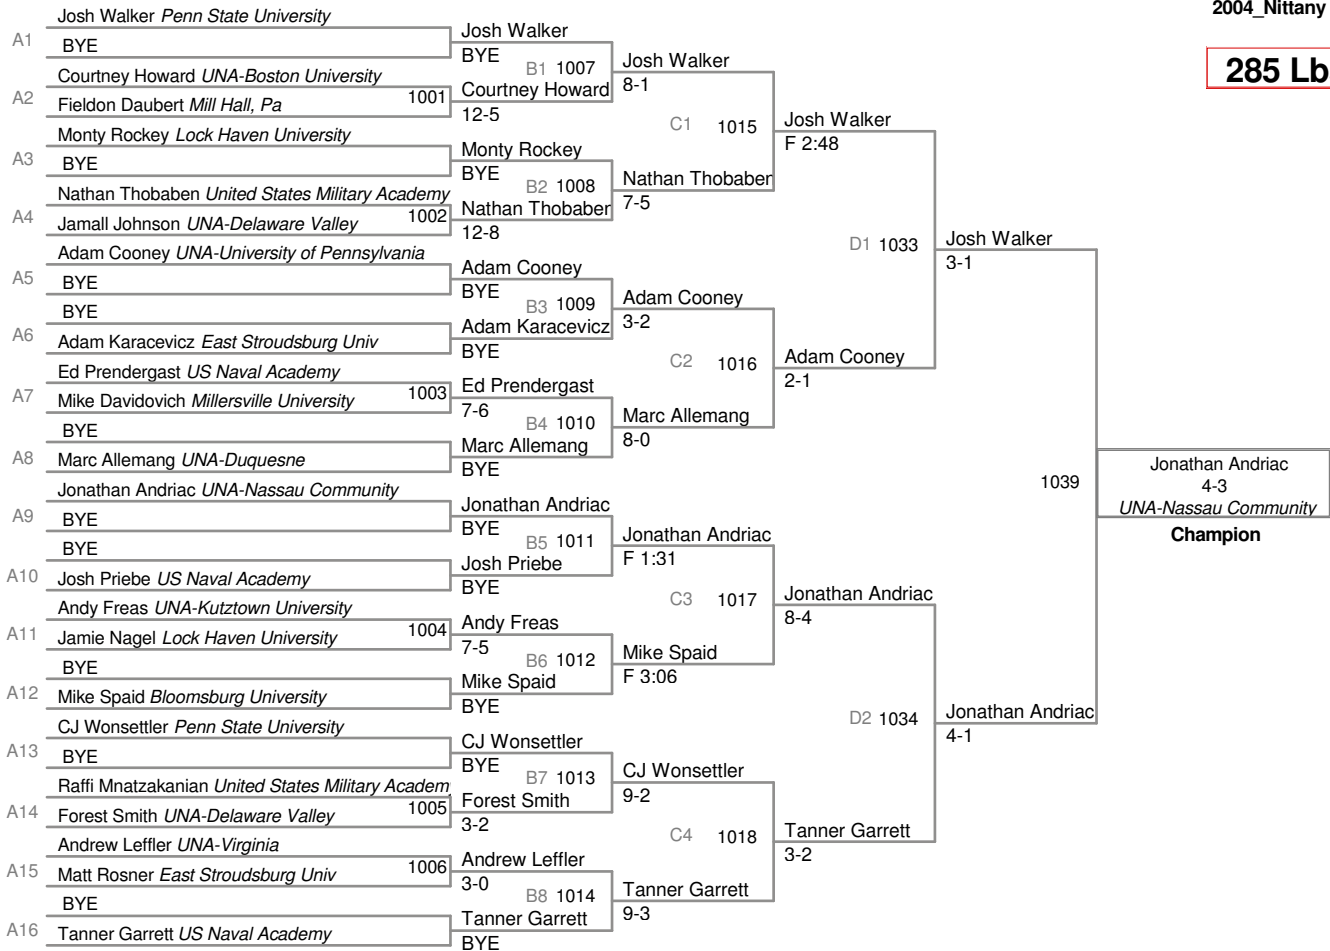 2004_Nittany
285 Lb
Josh Walker Penn State University
A1
BYE
Courtney Howard UNA-Boston University
A2
1001
Fieldon Daubert Mill Hall, Pa
Monty Rockey Lock Haven University
A3
BYE
Nathan Thobaben United States Military Academy
A4
1002
Jamall Johnson UNA-Delaware Valley
Adam Cooney UNA-University of Pennsylvania
A5
BYE
BYE
A6
Adam Karacevicz East Stroudsburg Univ
Ed Prendergast US Naval Academy
A7
1003
Mike Davidovich Millersville University
BYE
A8
Marc Allemang UNA-Duquesne
Jonathan Andriac UNA-Nassau Community
A9
BYE
BYE
A10
Josh Priebe US Naval Academy
Andy Freas UNA-Kutztown University
A11
1004
Jamie Nagel Lock Haven University
BYE
A12
Mike Spaid Bloomsburg University
CJ Wonsettler Penn State University
A13
BYE
Raffi Mnatzakanian United States Military Academ
A14
1005
Forest Smith UNA-Delaware Valley
Andrew Leffler UNA-Virginia
A15
1006
Matt Rosner East Stroudsburg Univ
BYE
A16
Tanner Garrett US Naval Academy
Josh Walker
BYE
B1 1007
Courtney Howard
12-5
Monty Rockey
BYE
B2 1008
Nathan Thobaben
12-8
Adam Cooney
BYE
B3 1009
Adam Karacevicz
BYE
Ed Prendergast
7-6
B4 1010
Marc Allemang
BYE
Jonathan Andriac
BYE
B5 1011
Josh Priebe
BYE
Andy Freas
7-5
B6 1012
Mike Spaid
BYE
CJ Wonsettler
BYE
B7 1013
Forest Smith
3-2
Andrew Leffler
3-0
B8 1014
Tanner Garrett
BYE
Josh Walker
8-1
C1 1015
Nathan Thobaben
7-5
Adam Cooney
3-2
C2 1016
Marc Allemang
8-0
Jonathan Andriac
F 1:31
C3 1017
Mike Spaid
F 3:06
CJ Wonsettler
9-2
C4 1018
Tanner Garrett
9-3
Josh Walker
F 2:48
D1 1033
Adam Cooney
2-1
Jonathan Andriac
8-4
D2 1034
Tanner Garrett
3-2
Josh Walker
3-1
1039
Jonathan Andriac
4-1
Jonathan Andriac
4-3
UNA-Nassau Community
Champion